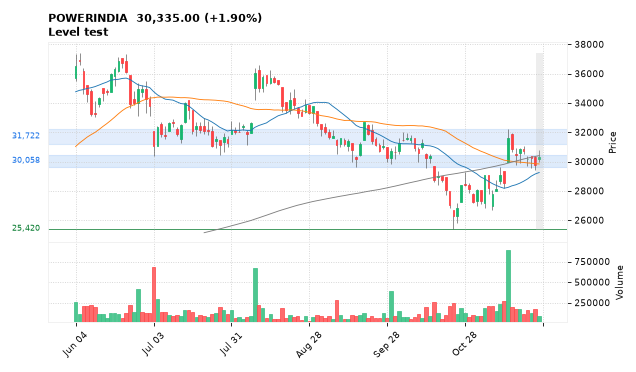 POWERINDIA 30,335.00 (+1.90%)
Level test
38000
36000
34000
32000
30000
28000
26000
Price
31,722
30,058
25,420
750000
500000
250000
Volume
Jun 04
Jul 03
Jul 31
Aug 28
Sep 28
Oct 28